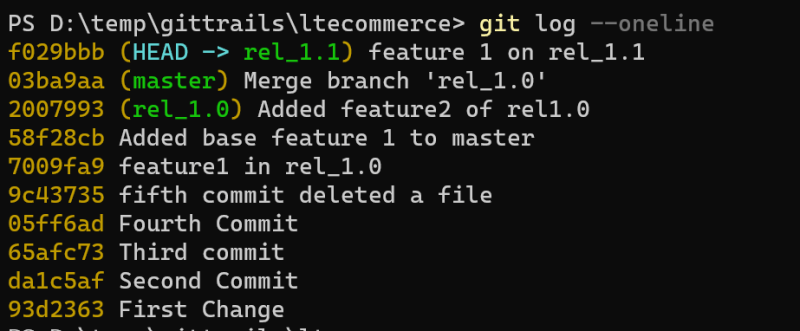 PS D:\temp\gittrails\ltecommerce> git log --oneline
f029bbb (HEAD -> rel_1.1) feature 1 on rel_1.1
03ba9aa (master) Merge branch 'rel_1.0'
2007993 (rel_1.0) Added feature2 of rel1.0
58f28cb Added base feature 1 to master
7009fa9 feature1 in rel_1.0
9c43735 fifth commit deleted a file
05ff6ad Fourth Commit
65afc73 Third commit
da1c5af Second Commit
93d2363 First Change